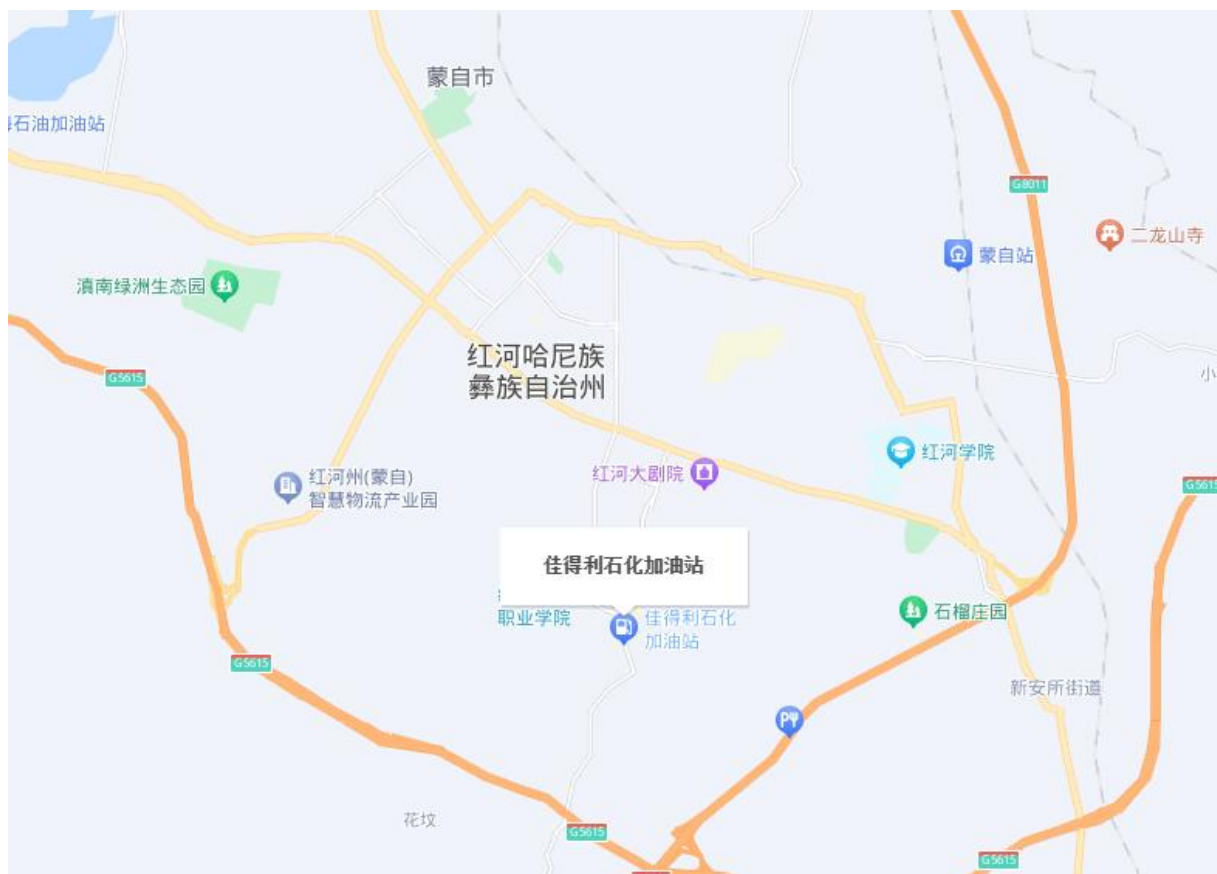 蒙自市
石油加油站
G8011
二龙山寺
蒙自站
滇南绿洲生态园
红河哈尼族
彝族自治州
G5615
小
红河学院
红河大剧院
红河州(蒙自)
智慧物流产业园
G5615
佳得利石化加油站
职业学院
佳得利石化
加油站
石榴庄园
G5615
新安所街道
花坟
G5615
G5615